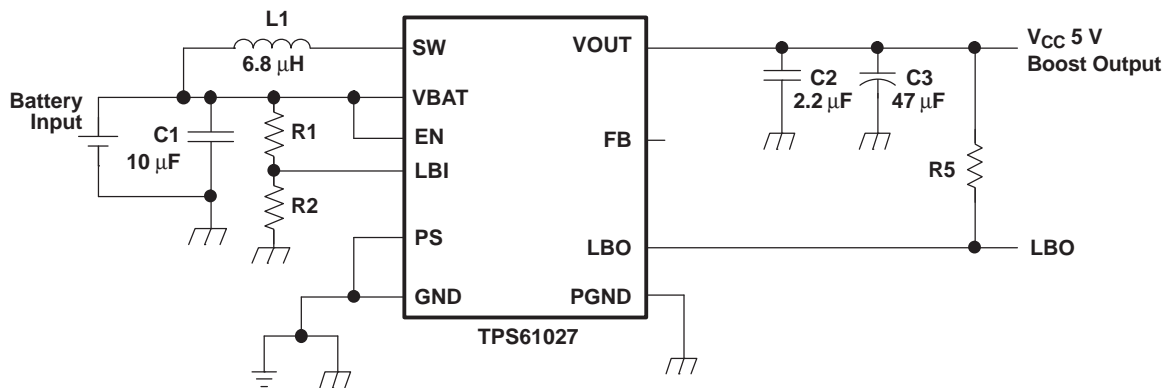 L1
6.8 μH
SW
VOUT
VCC 5 V
Boost Output
C2
2.2 μF
C3
47 μF
Battery
Input
VBAT
C1
10 μF
R1
EN
FB
LBI
R5
R2
PS
LBO
LBO
GND
PGND
TPS61027